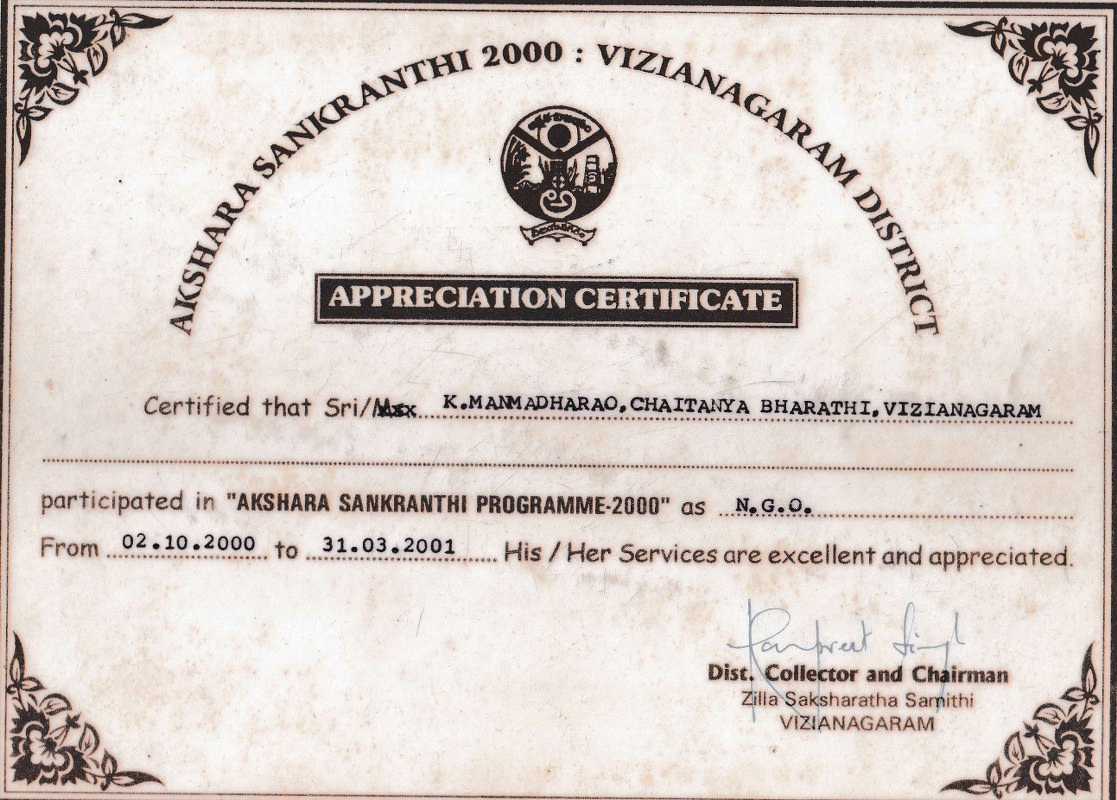 AKSHARA SANKRANTHI 2000 : VIZIANAGARAM DISTRICT
APPRECIATION CERTIFICATE
Certified that Sri/ K.MANMADHARAO,CHAITANYA BHARATHI,VIZIANAGARAM
participated in "AKSHARA SANKRANTHI PROGRAMME-2000" as N.G.O.
From 02.10.2000 to 31.03.2001 His / Her Services are excellent and appreciated.
Dist. Collector and Chairman
Zilla Saksharatha Samithi
VIZIANAGARAM